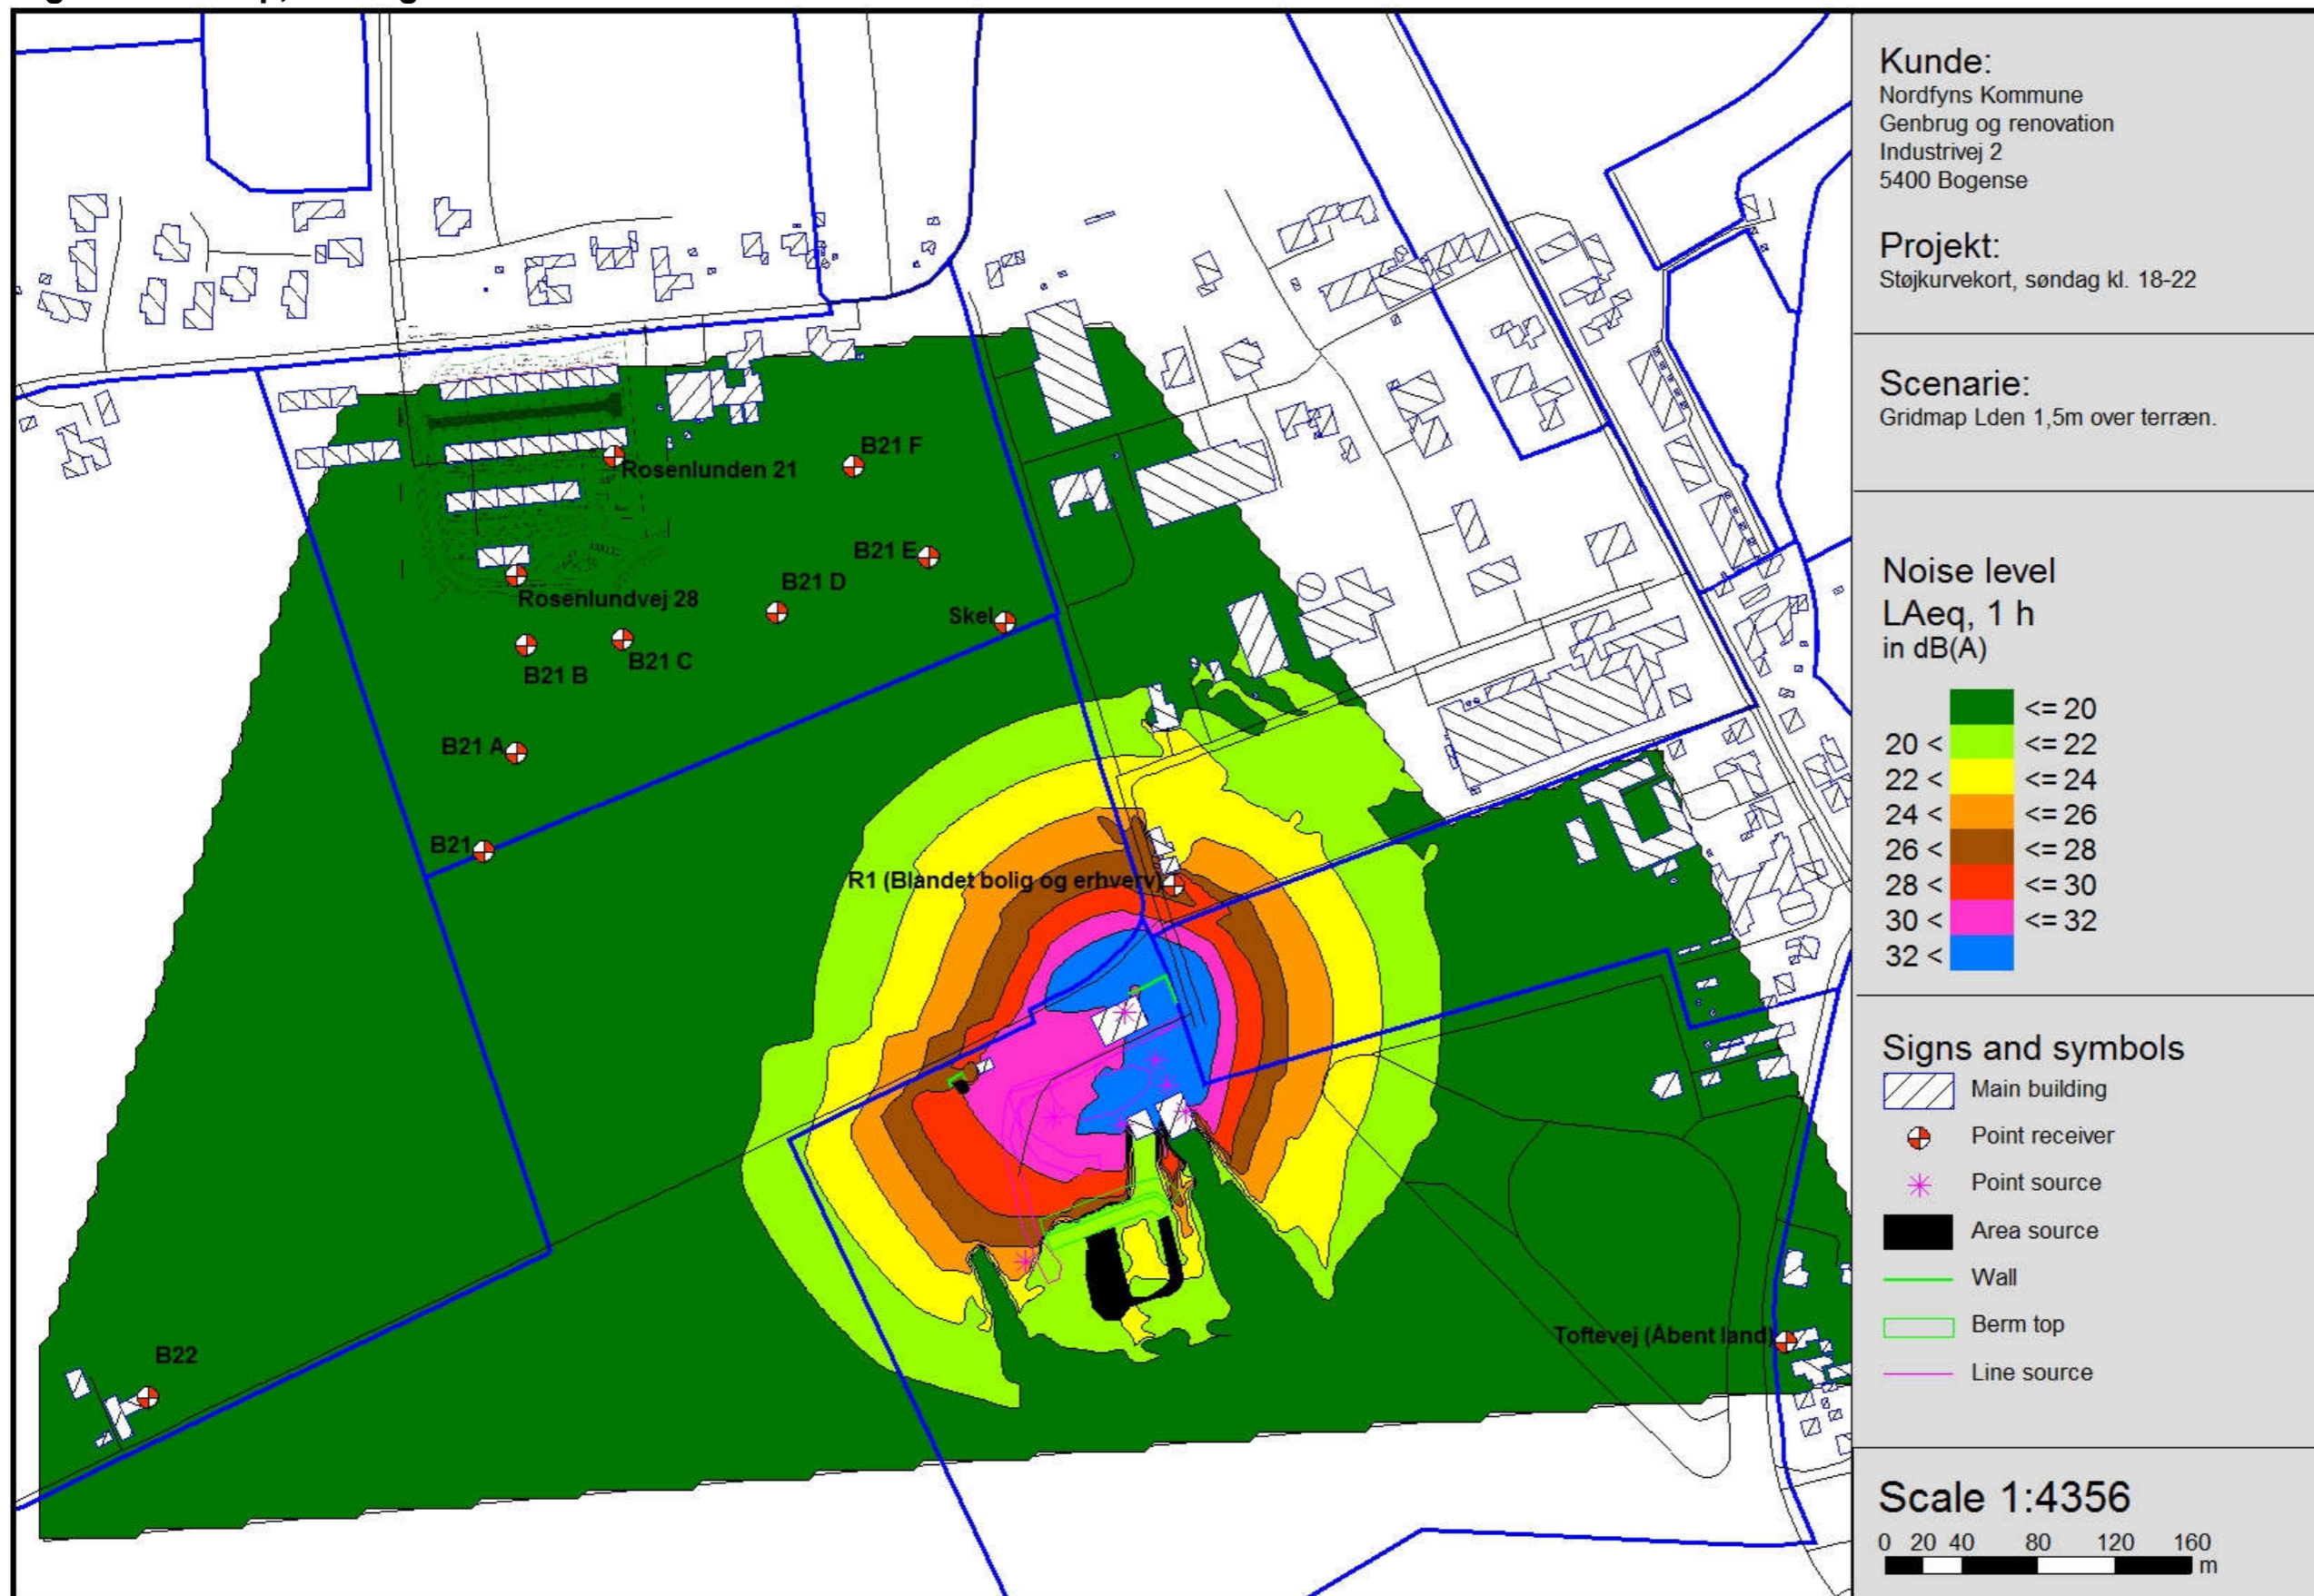 Rosenlunden 21
B21 F
B21 E
B21 D
Rosenlundvej 28
Skel
B21 C
B21 B
B21 A
B21
R1 (Blandet bolig og erhverv)
Toftevej (Åbent land)
B22
Kunde:
Nordfyns Kommune
Genbrug og renovation
Industrivej 2
5400 Bogense
Projekt:
Støjkurvekort, søndag kl. 18-22
Scenarie:
Gridmap Lden 1,5m over terræn.
Noise level
LAeq, 1 h
in dB(A)
<= 20
20 < <= 22
22 < <= 24
24 < <= 26
26 < <= 28
28 < <= 30
30 < <= 32
32 <
Signs and symbols
Main building
Point receiver
Point source
Area source
Wall
Berm top
Line source
Scale 1:4356
0 20 40 80 120 160
m